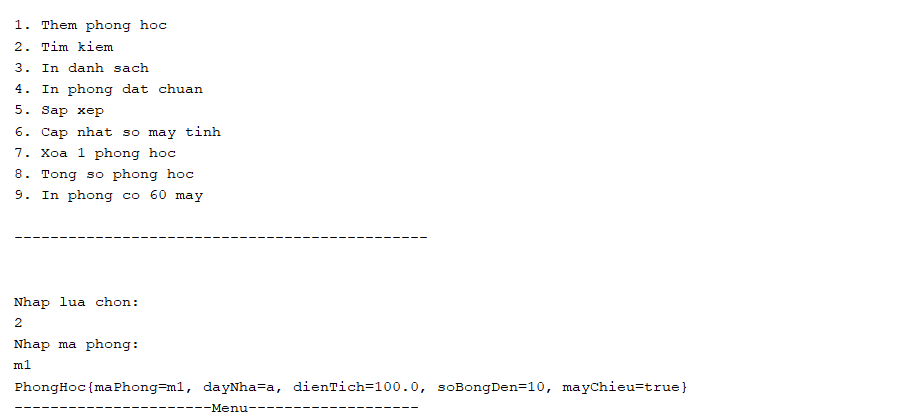 1. Them phong hoc
2. Tim kiem
3. In danh sach
4. In phong dat chuan
5. Sap xep
6. Cap nhat so may tinh
7. Xoa 1 phong hoc
8. Tong so phong hoc
9. In phong co 60 may
----------------------------------------------
Nhap lua chon:
2
Nhap ma phong:
m1
PhongHoc{maPhong=m1, dayNha=a, dienTich=100.0, soBongDen=10, mayChieu=true}
----------------------Menu-------------------